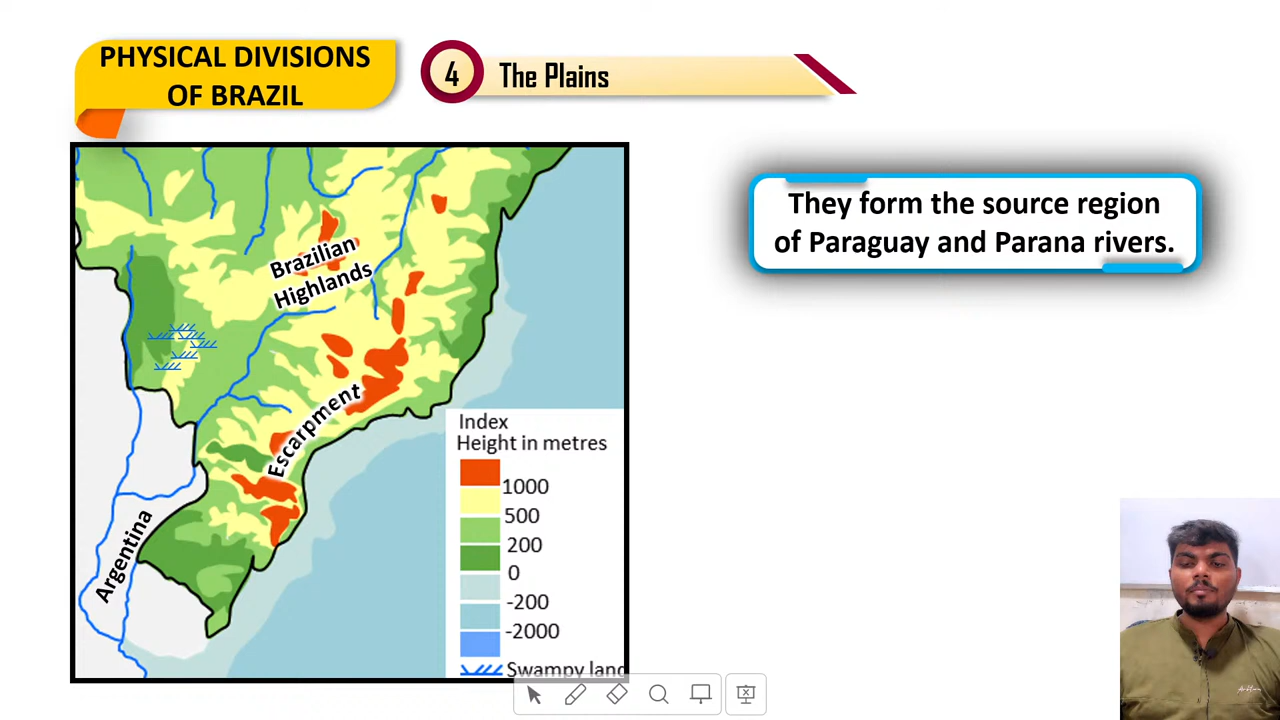 PHYSICAL DIVISIONS
OF BRAZIL
4
The Plains
They form the source region
of Paraguay and Parana rivers.
Brazilian
Highlands
Escarpment
Argentina
Index
Height in metres
1000
500
200
0
-200
-2000
Swampy land